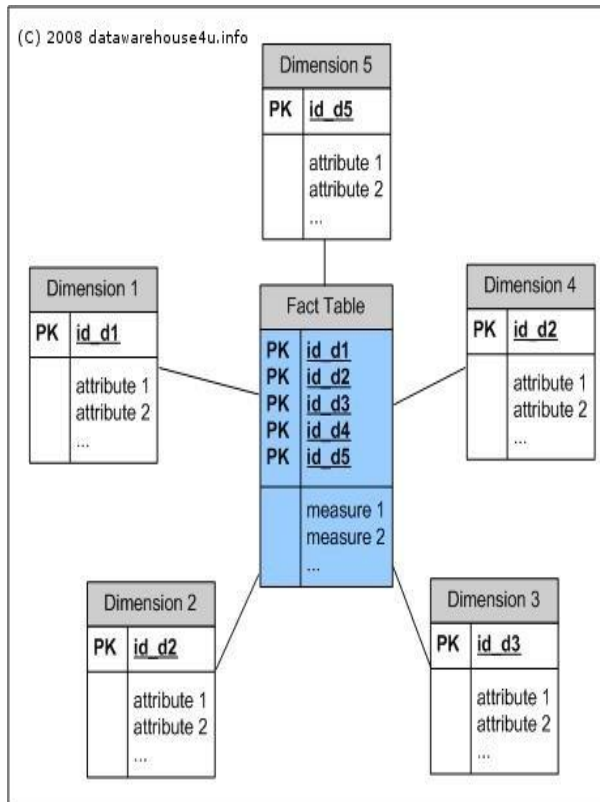 (C) 2008 datawarehouse4u.info
Dimension 5
PK id_d5
attribute 1
attribute 2
...
Dimension 1
PK id_d1
attribute 1
attribute 2
...
Fact Table
PK id_d1
PK id_d2
PK id_d3
PK id_d4
PK id_d5
measure 1
measure 2
...
Dimension 4
PK id_d2
attribute 1
attribute 2
...
Dimension 2
PK id_d2
attribute 1
attribute 2
...
Dimension 3
PK id_d3
attribute 1
attribute 2
...